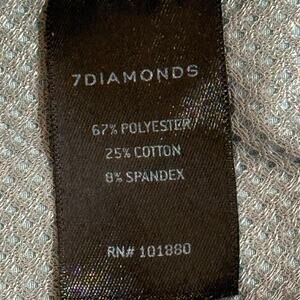 7DIAMONDS
67% POLYESTER
25% COTTON
8% SPANDEX
RN# 101880